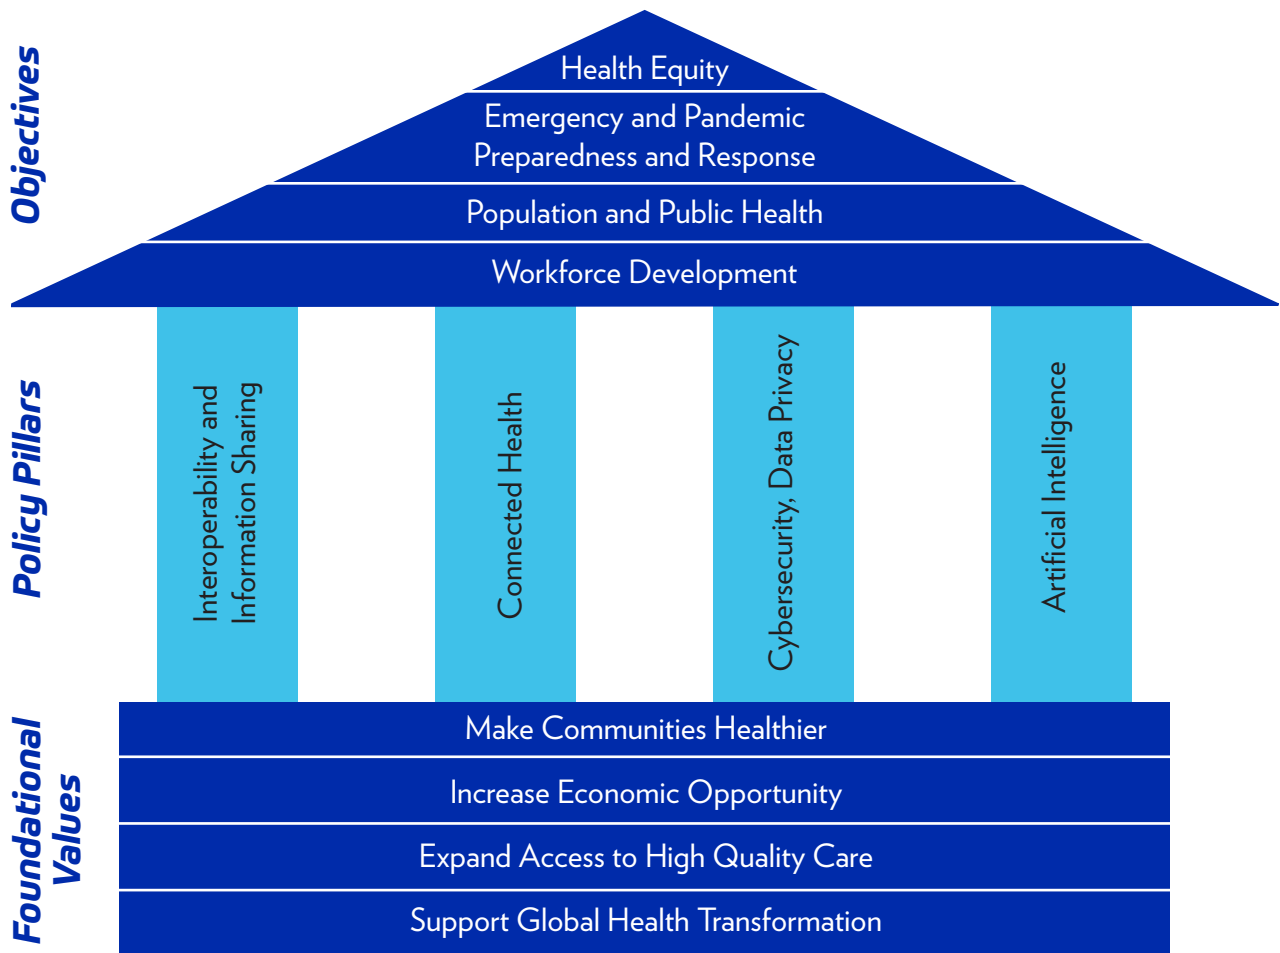 Objectives
Health Equity
Emergency and Pandemic
Preparedness and Response
Population and Public Health
Workforce Development
Policy Pillars
Interoperability and
Information Sharing
Connected Health
Cybersecurity, Data Privacy
Artificial Intelligence
Foundational
Values
Make Communities Healthier
Increase Economic Opportunity
Expand Access to High Quality Care
Support Global Health Transformation